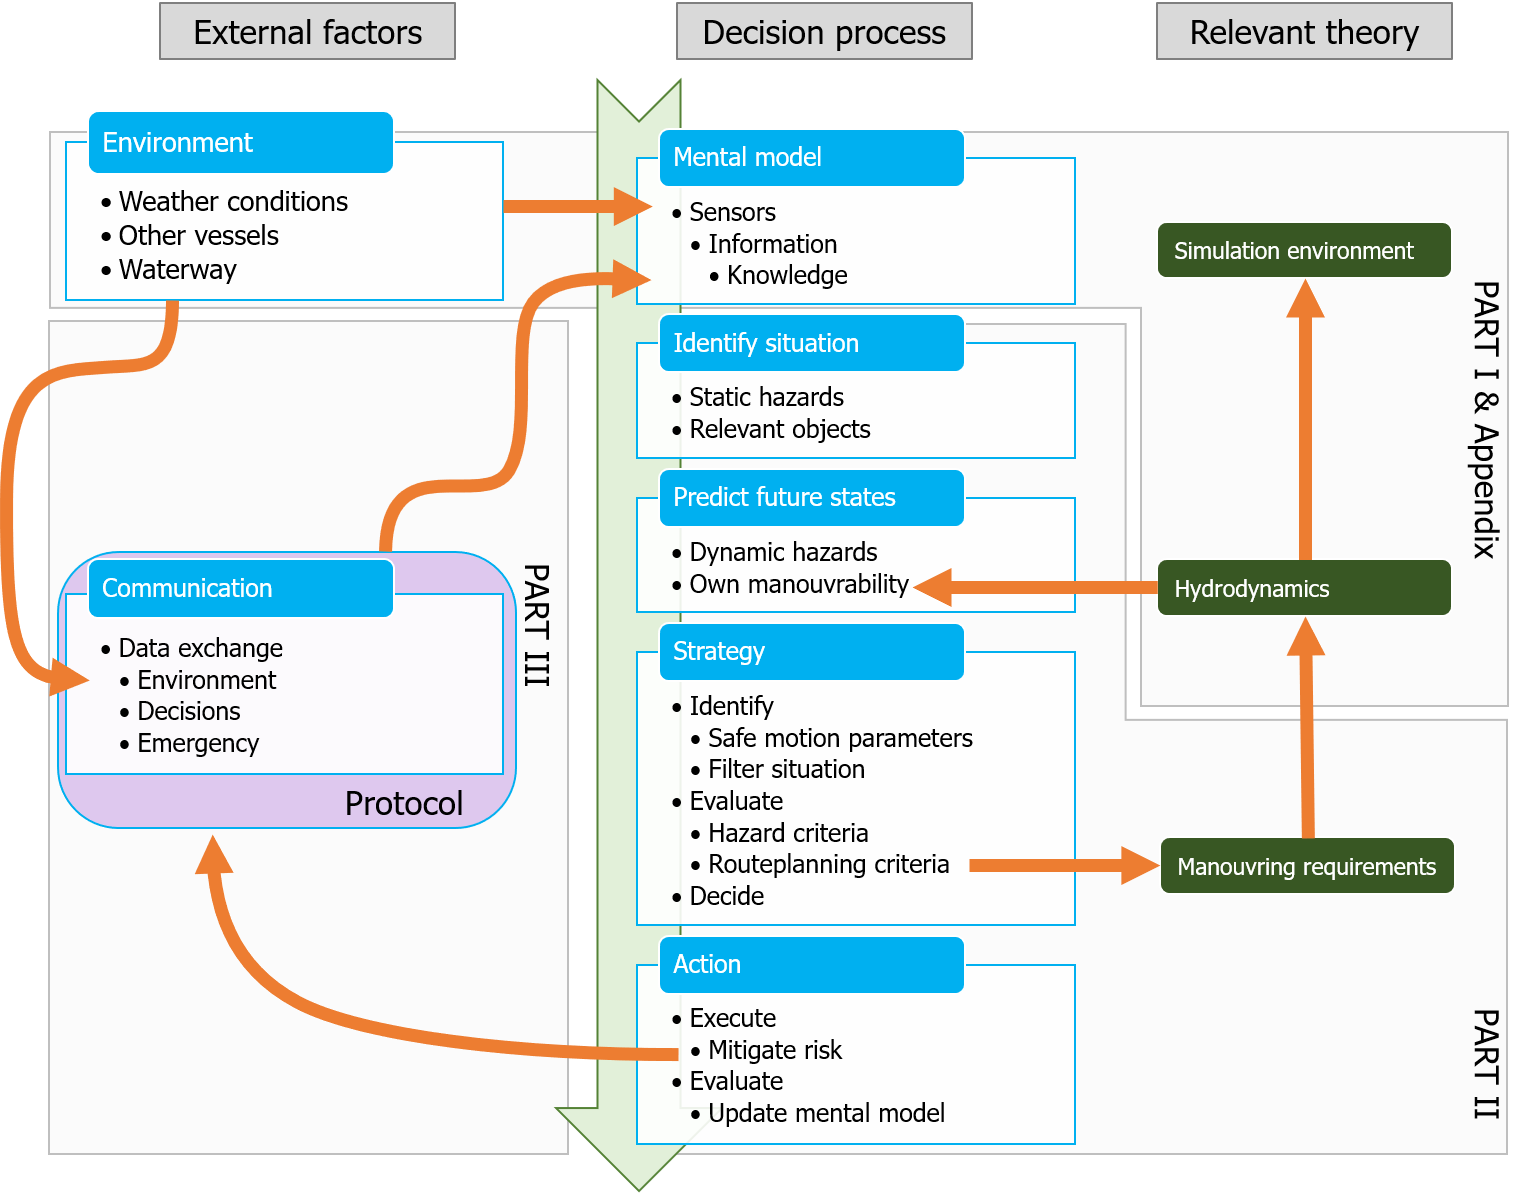 External factors
Decision process
Relevant theory
Environment
• Weather conditions
• Other vessels
• Waterway
Communication
• Data exchange
• Environment
• Decisions
• Emergency
Protocol
PART III
Mental model
• Sensors
• Information
• Knowledge
Identify situation
• Static hazards
• Relevant objects
Predict future states
• Dynamic hazards
• Own manouvrability
Strategy
• Identify
• Safe motion parameters
• Filter situation
• Evaluate
• Hazard criteria
• Routeplanning criteria
• Decide
Action
• Execute
• Mitigate risk
• Evaluate
• Update mental model
Simulation environment
Hydrodynamics
Manouvring requirements
PART I & Appendix
PART II